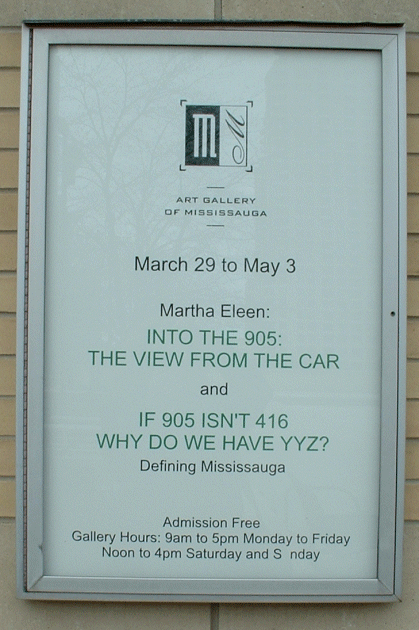 m M
ART GALLERY
OF MISSISSAUGA
March 29 to May 3
Martha Eleen:
INTO THE 905:
THE VIEW FROM THE CAR
and
IF 905 ISN'T 416
WHY DO WE HAVE YYZ?
Defining Mississauga
Admission Free
Gallery Hours: 9am to 5pm Monday to Friday
Noon to 4pm Saturday and S nday